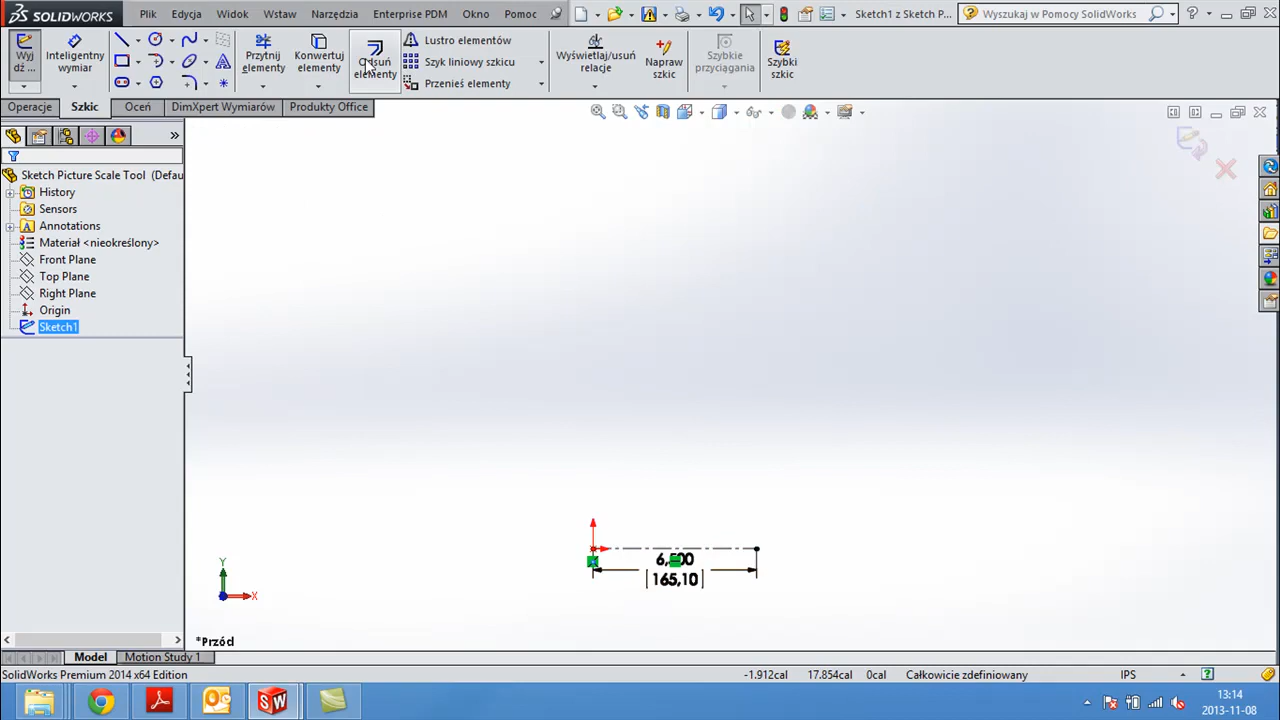 SOLIDWORKS Plik Edycja Widok Wstaw Narzędzia Enterprise PDM Okno Pomoc Sketch1 z Sketch P... Wyszukaj w Pomocy SolidWorks
Wyj dź ...
Inteligentny wymiar
Przytnij elementy
Konwertuj elementy
Odsuń elementy
Lustro elementów
Szyk liniowy szkicu
Przenieś elementy
Wyświetlaj/usuń relacje
Napraw szkic
Szybkie przyciągania
Szybki szkic
Operacje Szkic Oceń DimXpert Wymiarów Produkty Office
Sketch Picture Scale Tool (Defau
History
Sensors
Annotations
Materiał <nieokreślony>
Front Plane
Top Plane
Right Plane
Origin
Sketch1
165,10
Y
X
*Przód
Model Motion Study 1
SolidWorks Premium 2014 x64 Edition -1.912cal 17.854cal 0cal Całkowicie zdefiniowany IPS
13:14
2013-11-08